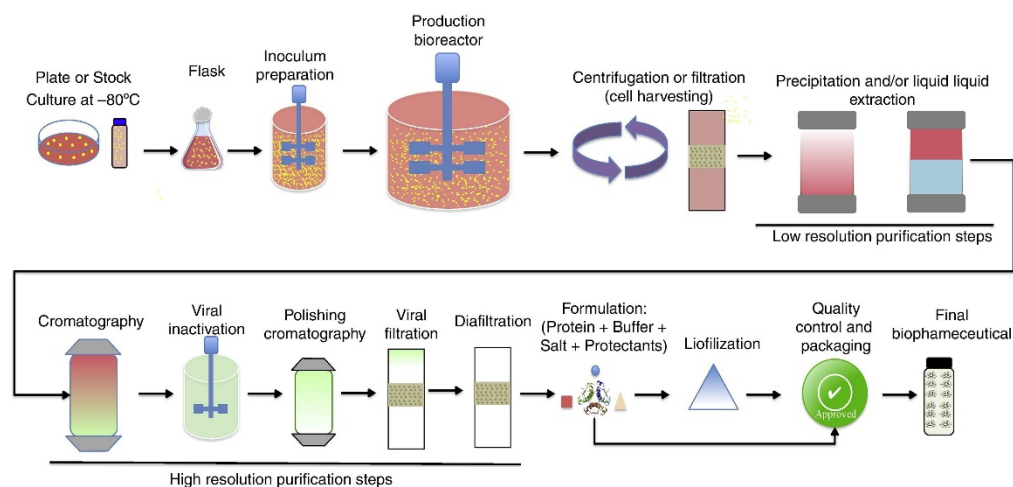 Plate or Stock
Culture at –80ºC
Flask
Inoculum
preparation
Production
bioreactor
Centrifugation or filtration
(cell harvesting)
Precipitation and/or liquid liquid
extraction
Low resolution purification steps
Cromatography
Viral
inactivation
Polishing
cromatography
Viral
filtration
Diafiltration
Formulation:
(Protein + Buffer +
Salt + Protectants)
Liofilization
Quality
control and
packaging
Approved
Final
biophameceutical
High resolution purification steps